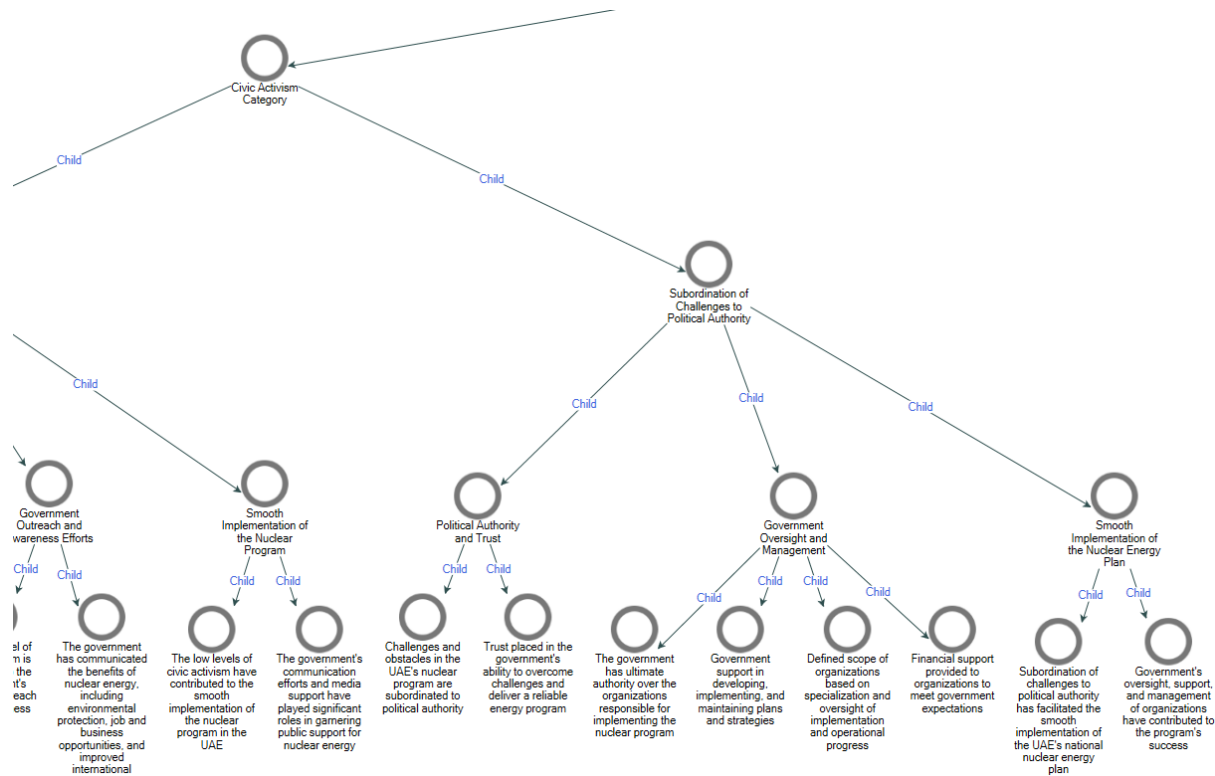 Civic Activism
Category
Child
Child
Subordination of
Challenges to
Political Authority
Child
Child
Child
Child
Government
Outreach and
wareness Efforts
Smooth
Implementation of
the Nuclear
Program
Political Authority
and Trust
Government
Oversight and
Management
Smooth
Implementation of
the Nuclear Energy
Plan
Child
Child
Child
Child
Child
Child
Child
Child
Child
Child
Child
Child
el of
m is
the
nt's
each
ess
The government
has communicated
the benefits of
nuclear energy,
including
environmental
protection, job and
business
opportunities, and
improved
international
The low levels of
civic activism have
contributed to the
smooth
implementation of
the nuclear
program in the
UAE
The government's
communication
efforts and media
support have
played significant
roles in garnering
public support for
nuclear energy
Challenges and
obstacles in the
UAE's nuclear
program are
subordinated to
political authority
Trust placed in the
government's
ability to overcome
challenges and
deliver a reliable
energy program
The government
has ultimate
authority over the
organizations
responsible for
implementing the
nuclear program
Government
support in
developing,
implementing, and
maintaining plans
and strategies
Defined scope of
organizations
based on
specialization and
oversight of
implementation
and operational
progress
Financial support
provided to
organizations to
meet government
expectations
Subordination of
challenges to
political authority
has facilitated the
smooth
implementation of
the UAE's national
nuclear energy
plan
Government's
oversight, support,
and management
of organizations
have contributed to
the program's
success